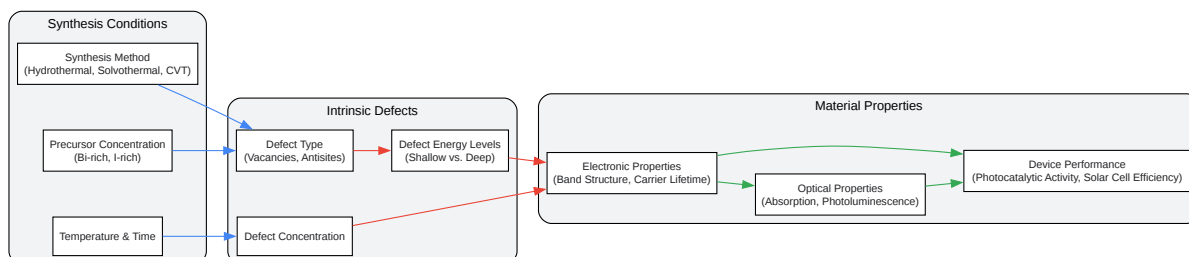 Synthesis Conditions
Synthesis Method
(Hydrothermal, Solvothermal, CVT)
Precursor Concentration
(Bi-rich, I-rich)
Temperature & Time
Intrinsic Defects
Defect Type
(Vacancies, Antisites)
Defect Energy Levels
(Shallow vs. Deep)
Defect Concentration
Material Properties
Electronic Properties
(Band Structure, Carrier Lifetime)
Optical Properties
(Absorption, Photoluminescence)
Device Performance
(Photocatalytic Activity, Solar Cell Efficiency)